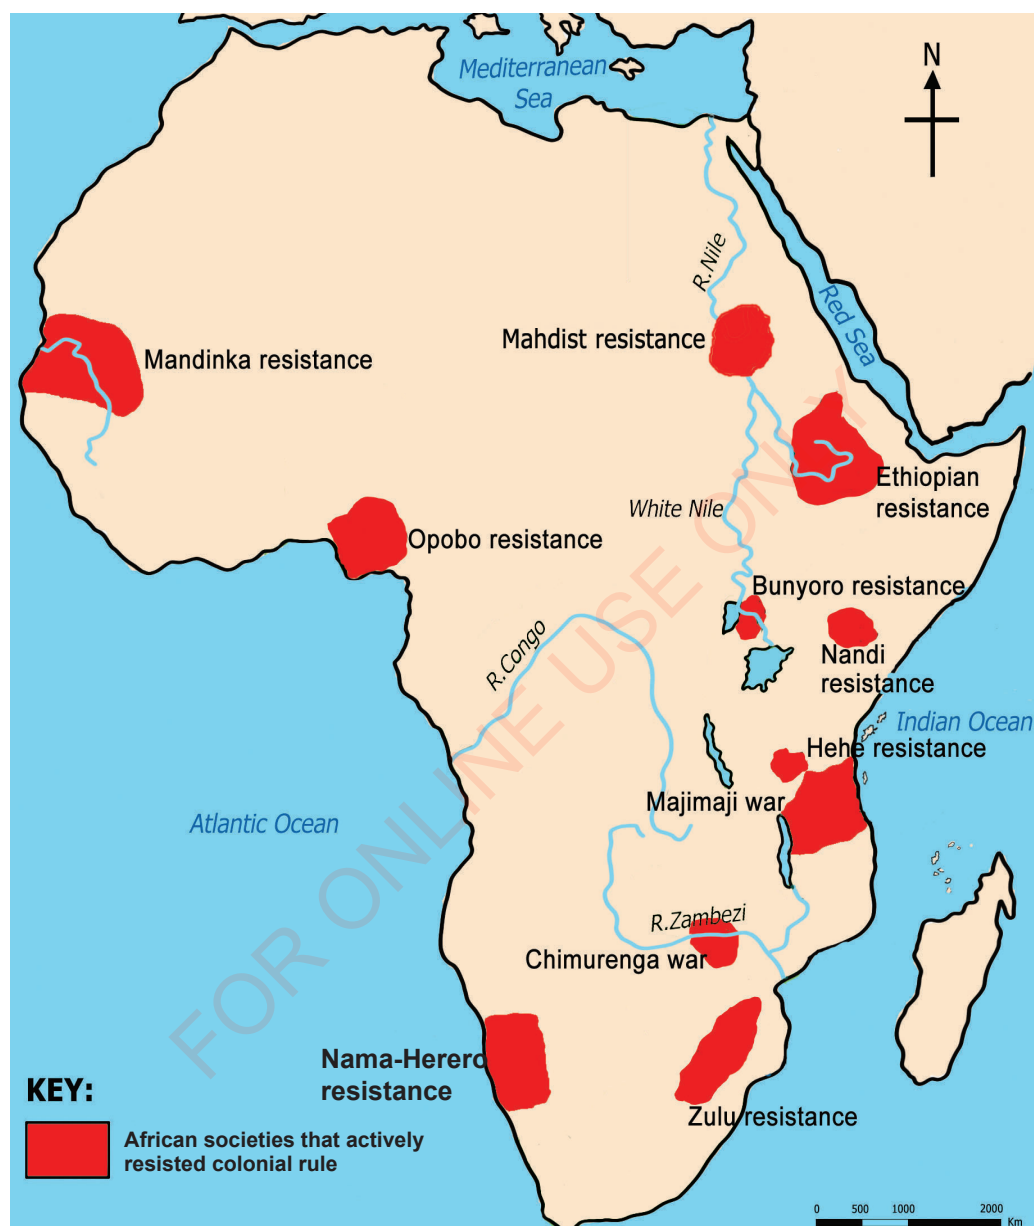 Mediterranean
Sea
N
R.Nile
Red Sea
Mandinka resistance
Mahdist resistance
Ethiopian
resistance
White Nile
Opobo resistance
Bunyoro resistance
Nandi
resistance
R.Congo
Indian Ocean
Hehe resistance
Majimaji war
Atlantic Ocean
R.Zambezi
Chimurenga war
Nama-Herero
resistance
Zulu resistance
KEY:
African societies that actively
resisted colonial rule
0 500 1000 2000
Km
FOR ONLINE USE ONLY